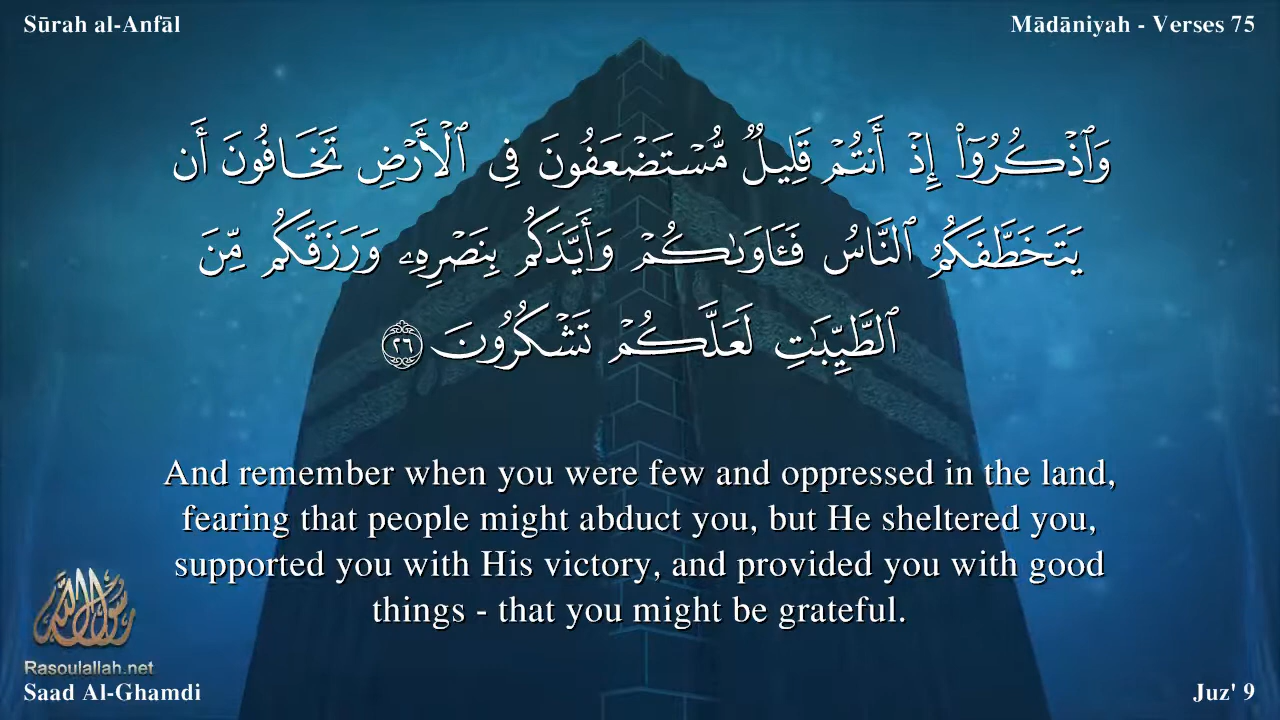 Sūrah al-Anfāl
Mādāniyah - Verses 75
وَٱذْكُرُوٓا۟ إِذْ أَنتُمْ قَلِيلٌ مُّسْتَضْعَفُونَ فِى ٱلْأَرْضِ تَخَافُونَ أَن
يَتَخَطَّفَكُمُ ٱلنَّاسُ فَـَٔاوَىٰكُمْ وَأَيَّدَكُم بِنَصْرِهِۦ وَرَزَقَكُم مِّنَ
ٱلطَّيِّبَـٰتِ لَعَلَّكُمْ تَشْكُرُونَ ٢٦
And remember when you were few and oppressed in the land,
fearing that people might abduct you, but He sheltered you,
supported you with His victory, and provided you with good
things - that you might be grateful.
رسول الله
Rasoulallah.net
Saad Al-Ghamdi
Juz' 9